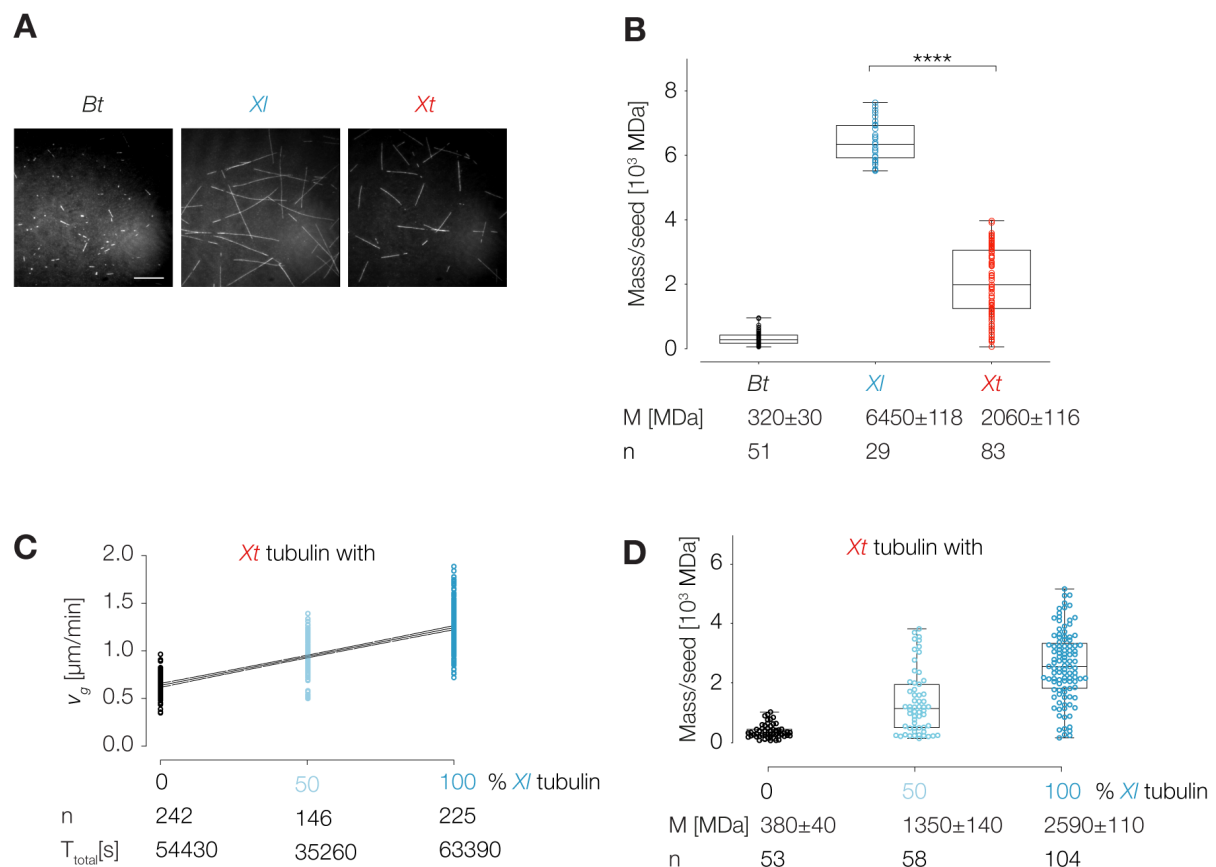 A
Bt Xl Xt
B
****
Mass/seed [10³ MDa]
8
6
4
2
0
Bt Xl Xt
M [MDa] 320±30 6450±118 2060±116
n 51 29 83
C
Xt tubulin with
v_g [µm/min]
2.0
1.5
1.0
0.5
0.0
0 50 100 % Xl tubulin
n 242 146 225
T_total[s] 54430 35260 63390
D
Xt tubulin with
Mass/seed [10³ MDa]
6
4
2
0
0 50 100 % Xl tubulin
M [MDa] 380±40 1350±140 2590±110
n 53 58 104